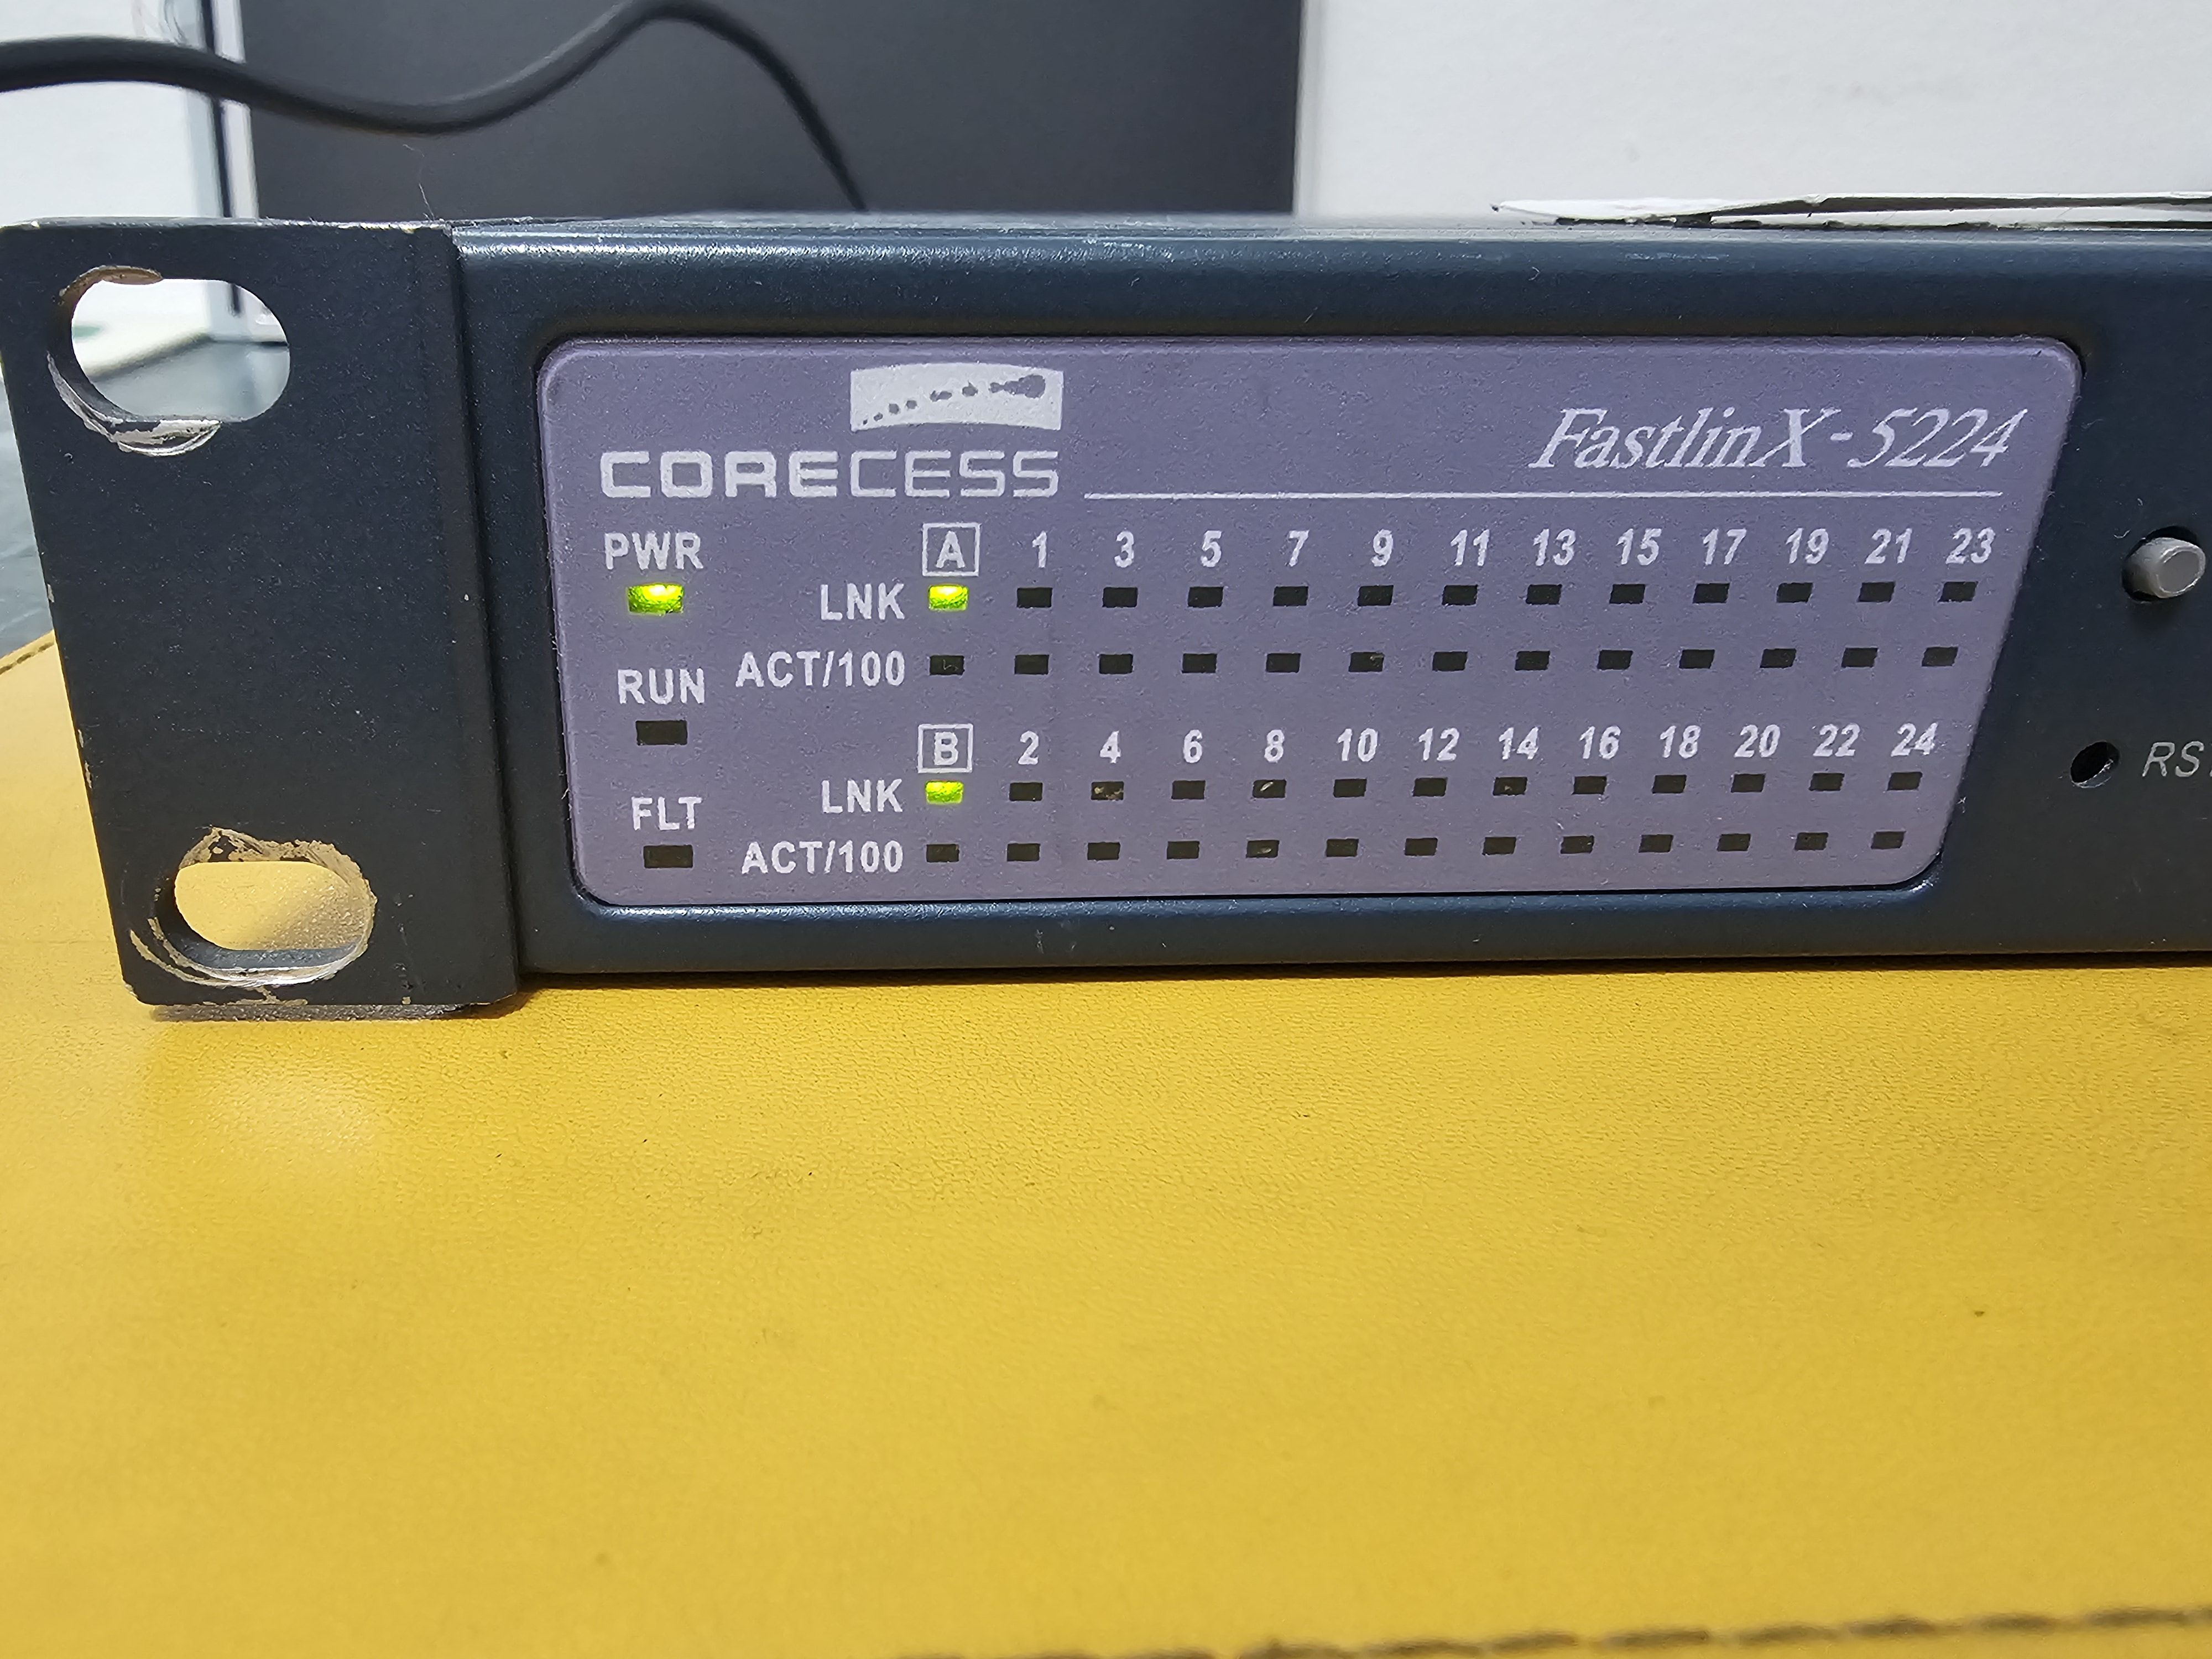 CORECESS
FastlinX-5224
PWR A 1 3 5 7 9 11 13 15 17 19 21 23
LNK
RUN ACT/100
B 2 4 6 8 10 12 14 16 18 20 22 24
FLT LNK
ACT/100